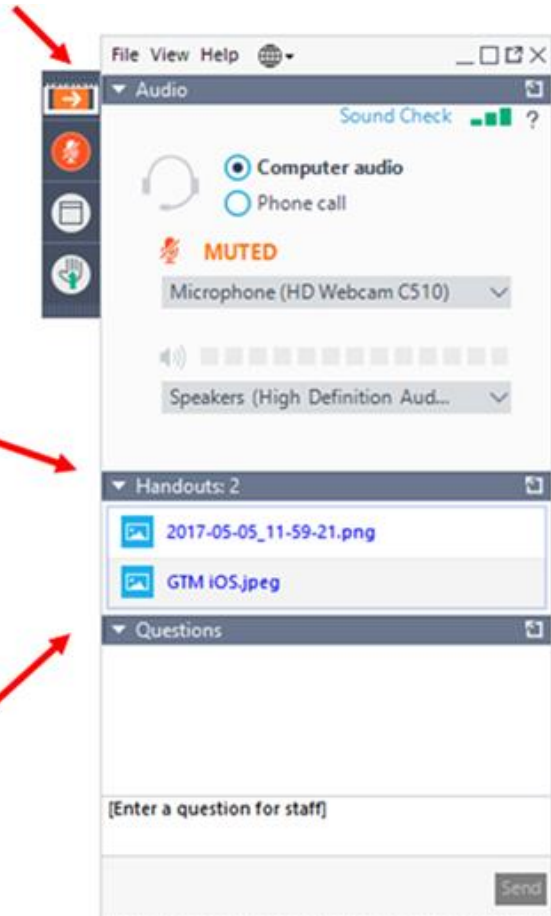 File View Help
Audio
Sound Check ?
Computer audio
Phone call
MUTED
Microphone (HD Webcam C510)
Speakers (High Definition Aud...
Handouts: 2
2017-05-05_11-59-21.png
GTM iOS.jpeg
Questions
[Enter a question for staff]
Send